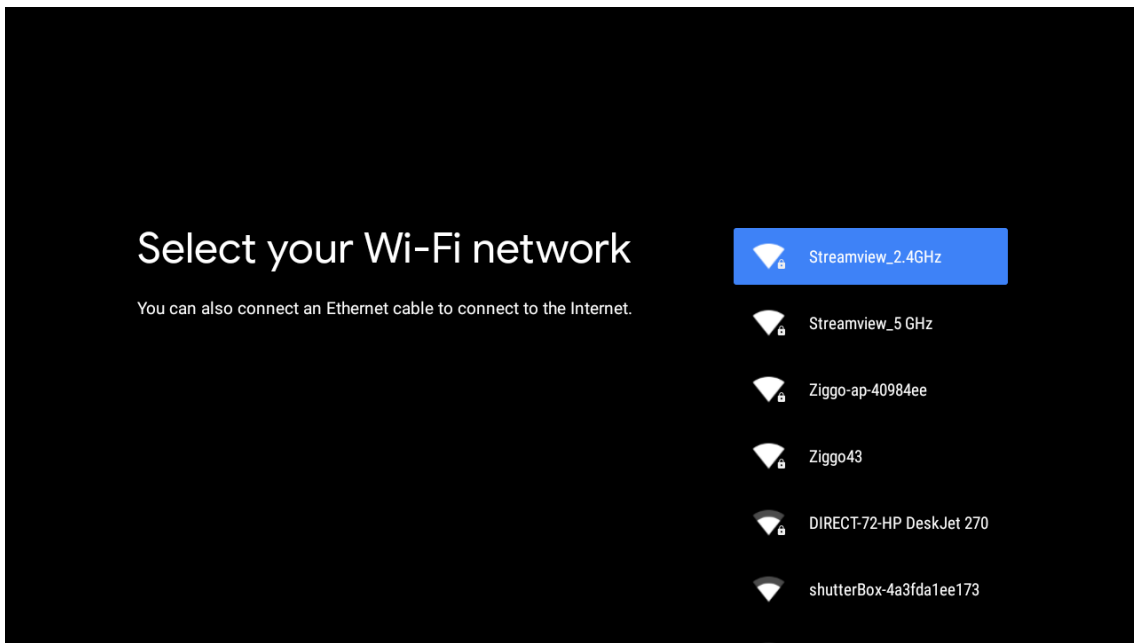 Select your Wi-Fi network
You can also connect an Ethernet cable to connect to the Internet.
Streamview_2.4GHz
Streamview_5 GHz
Ziggo-ap-40984ee
Ziggo43
DIRECT-72-HP DeskJet 270
shutterBox-4a3fda1ee173